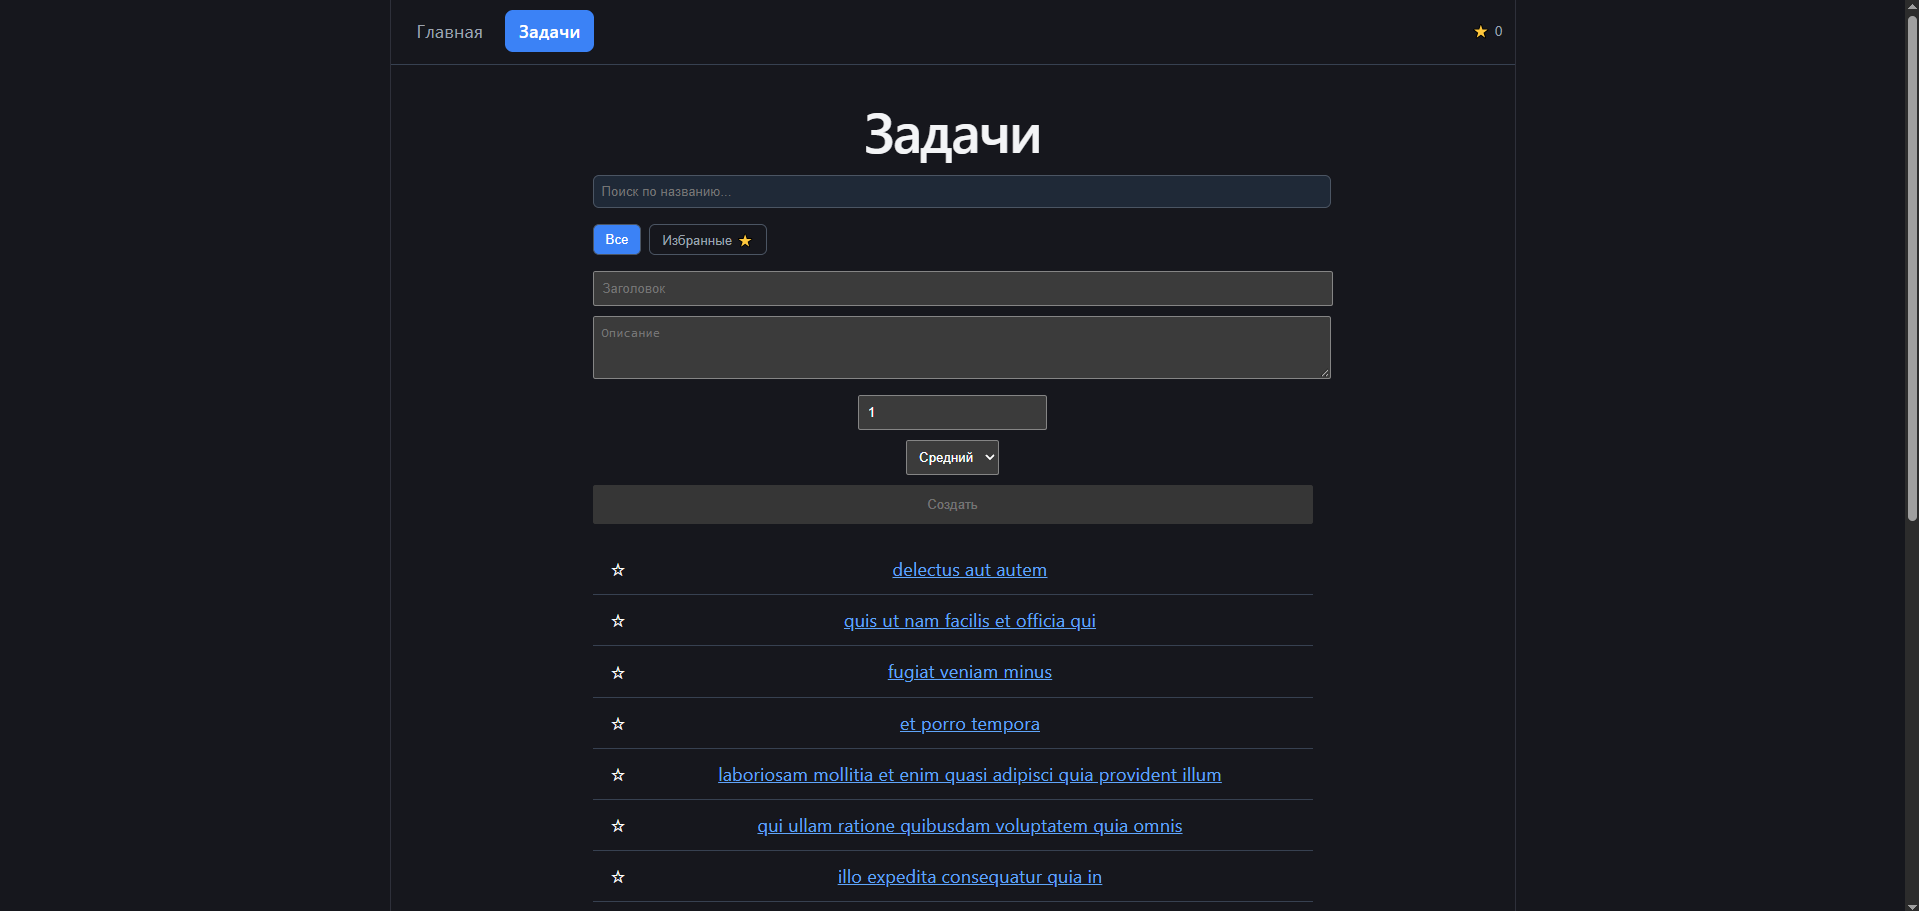 Главная Задачи ★ 0
Задачи
Поиск по названию...
Все Избранные ★
Заголовок
Описание
1
Средний
Создать
☆ delectus aut autem
☆ quis ut nam facilis et officia qui
☆ fugiat veniam minus
☆ et porro tempora
☆ laboriosam mollitia et enim quasi adipisci quia provident illum
☆ qui ullam ratione quibusdam voluptatem quia omnis
☆ illo expedita consequatur quia in